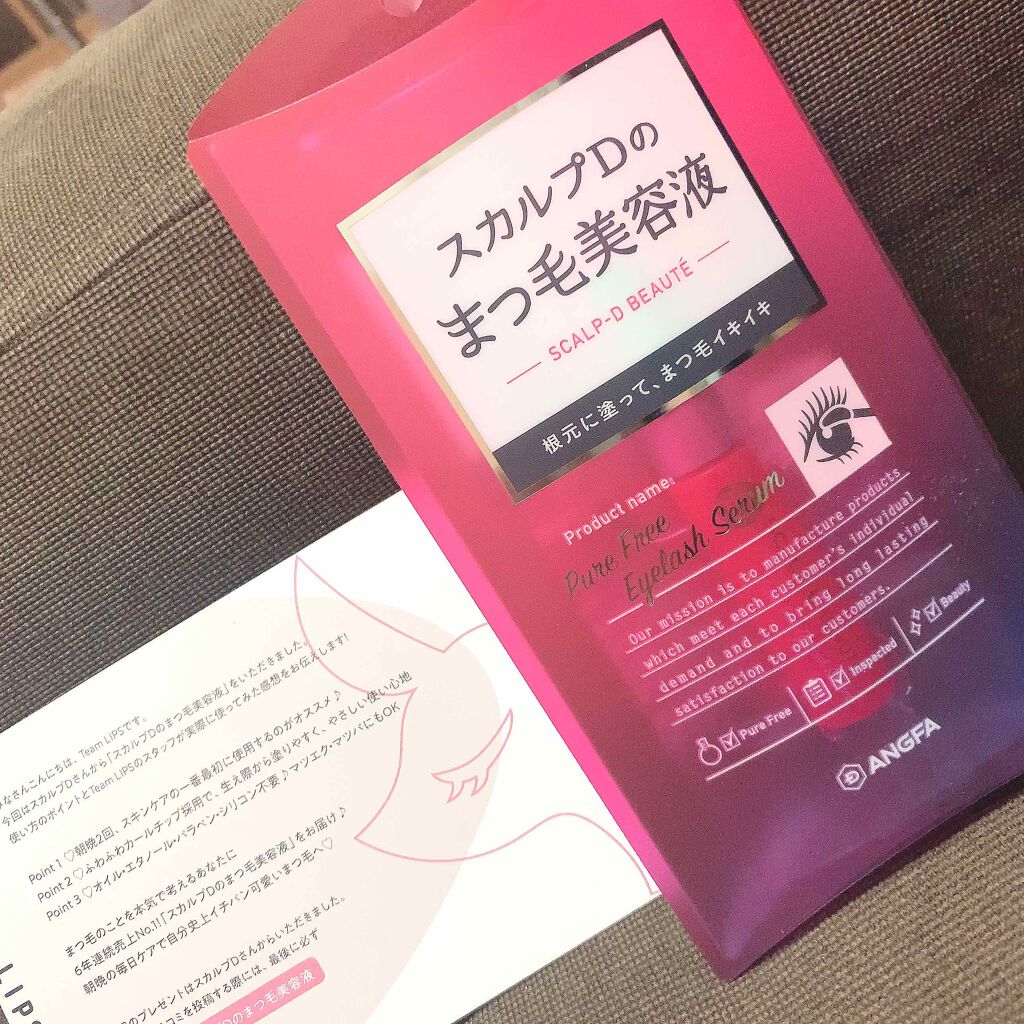 スカルプDの
まつ毛美容液
SCALP-D BEAUTÉ
根元に塗って、まつ毛イキイキ
Product name:
Pure Free
Eyelash Serum
Our mission is to manufacture products
which meet each customer's individual
demand and to bring long lasting
satisfaction to our customers.
Pure Free
Inspected
Beauty
ANGFA
みなさんこんにちは、Team LIPSです。
今回はスカルプDさんから「スカルプDのまつ毛美容液」をいただきました。
使い方のポイントとTeam LIPSのスタッフが実際に使ってみた感想をお伝えします!
Point 1 ♡朝晩2回、スキンケアの一番最初に使用するのがオススメ♪
Point 2 ♡ふわふわカールチップ採用で、生え際から塗りやすく、やさしい使い心地
Point 3 ♡オイル・エタノール・パラベン・シリコン不要♪マツエク・マツパにもOK
まつ毛のことを本気で考えるあなたに
6年連続売上No.1!「スカルプDのまつ毛美容液」をお届け♪
朝晩の毎日ケアで自分史上イチバン可愛いまつ毛へ♡
のプレゼントはスカルプDさんからいただきました。
コミを投稿する際には、最後に必ず
Dのまつ毛美容液
LIPS